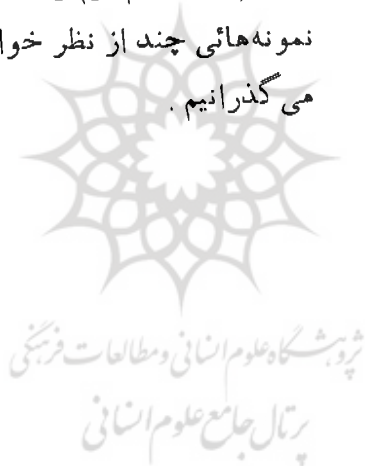 نمونه‌هائی چند از نظر خوا
می گذرانیم .
پژوهشگاه علوم انسانی و مطالعات فرهنگی
پرتال جامع علوم انسانی